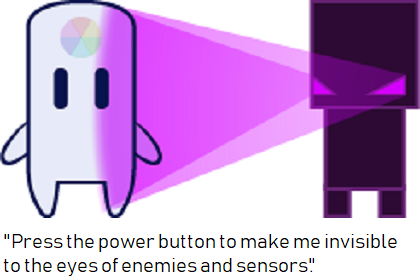 "Press the power button to make me invisible
to the eyes of enemies and sensors".